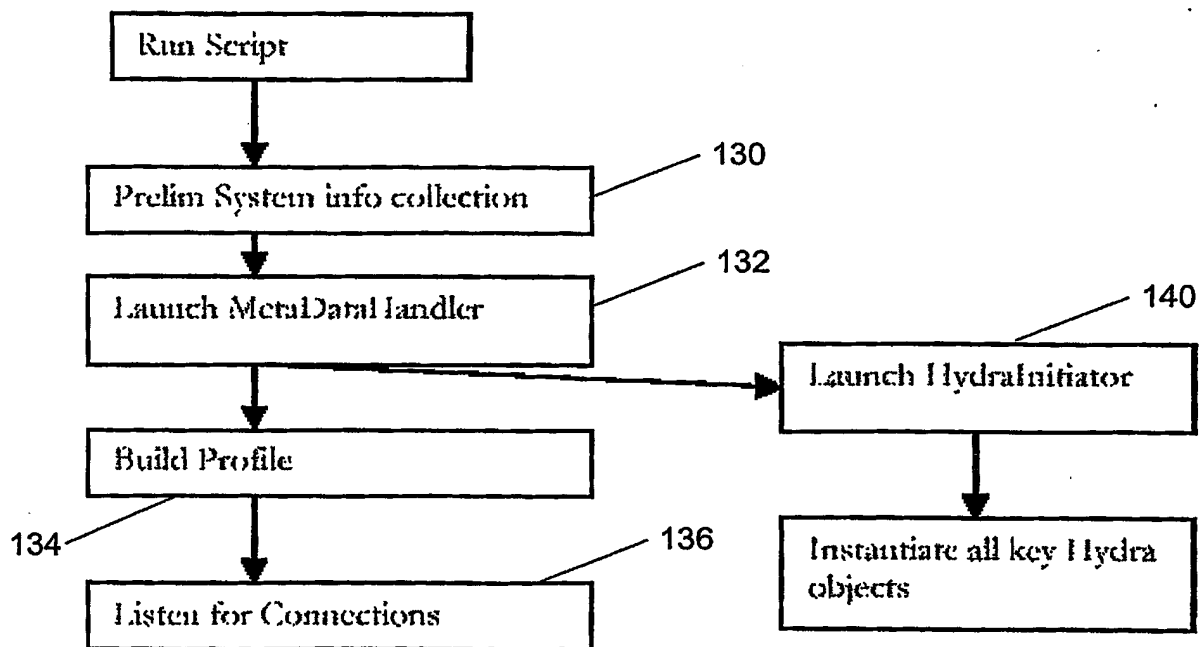 Run Script
130
Prelim System info collection
132
Launch MetaDataHandler
140
Launch HydraInitiator
Build Profile
134
136
Instantiate all key Hydra
objects
Listen for Connections